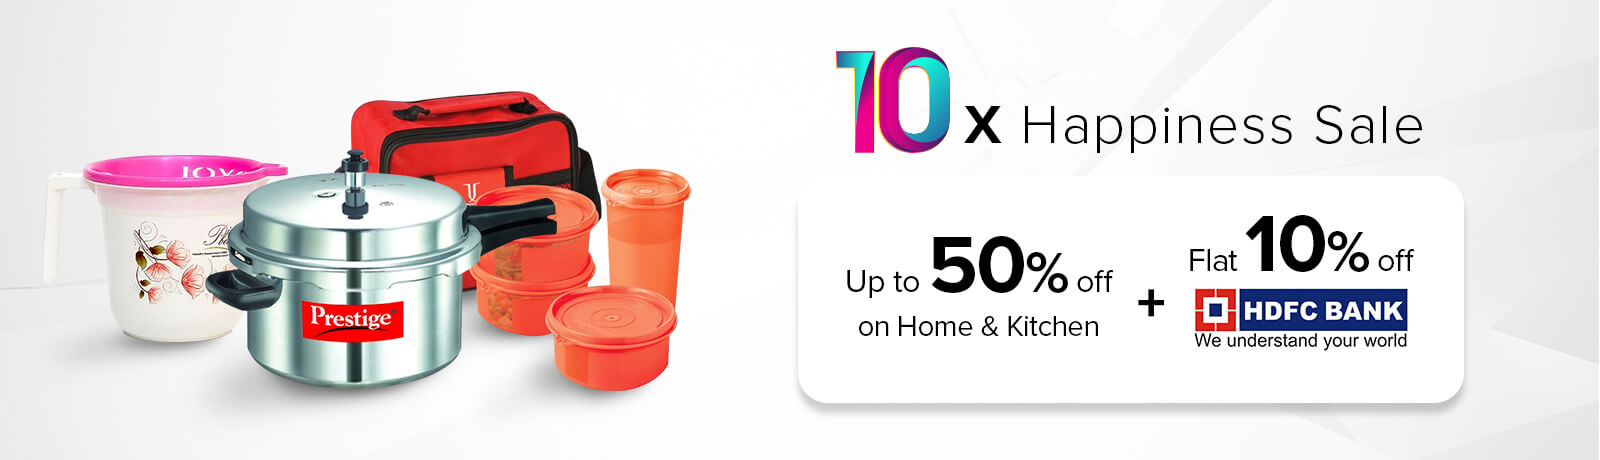 10 x Happiness Sale
Up to 50% off
on Home & Kitchen
+
Flat 10% off
HDFC BANK
We understand your world
JOY
Prestige